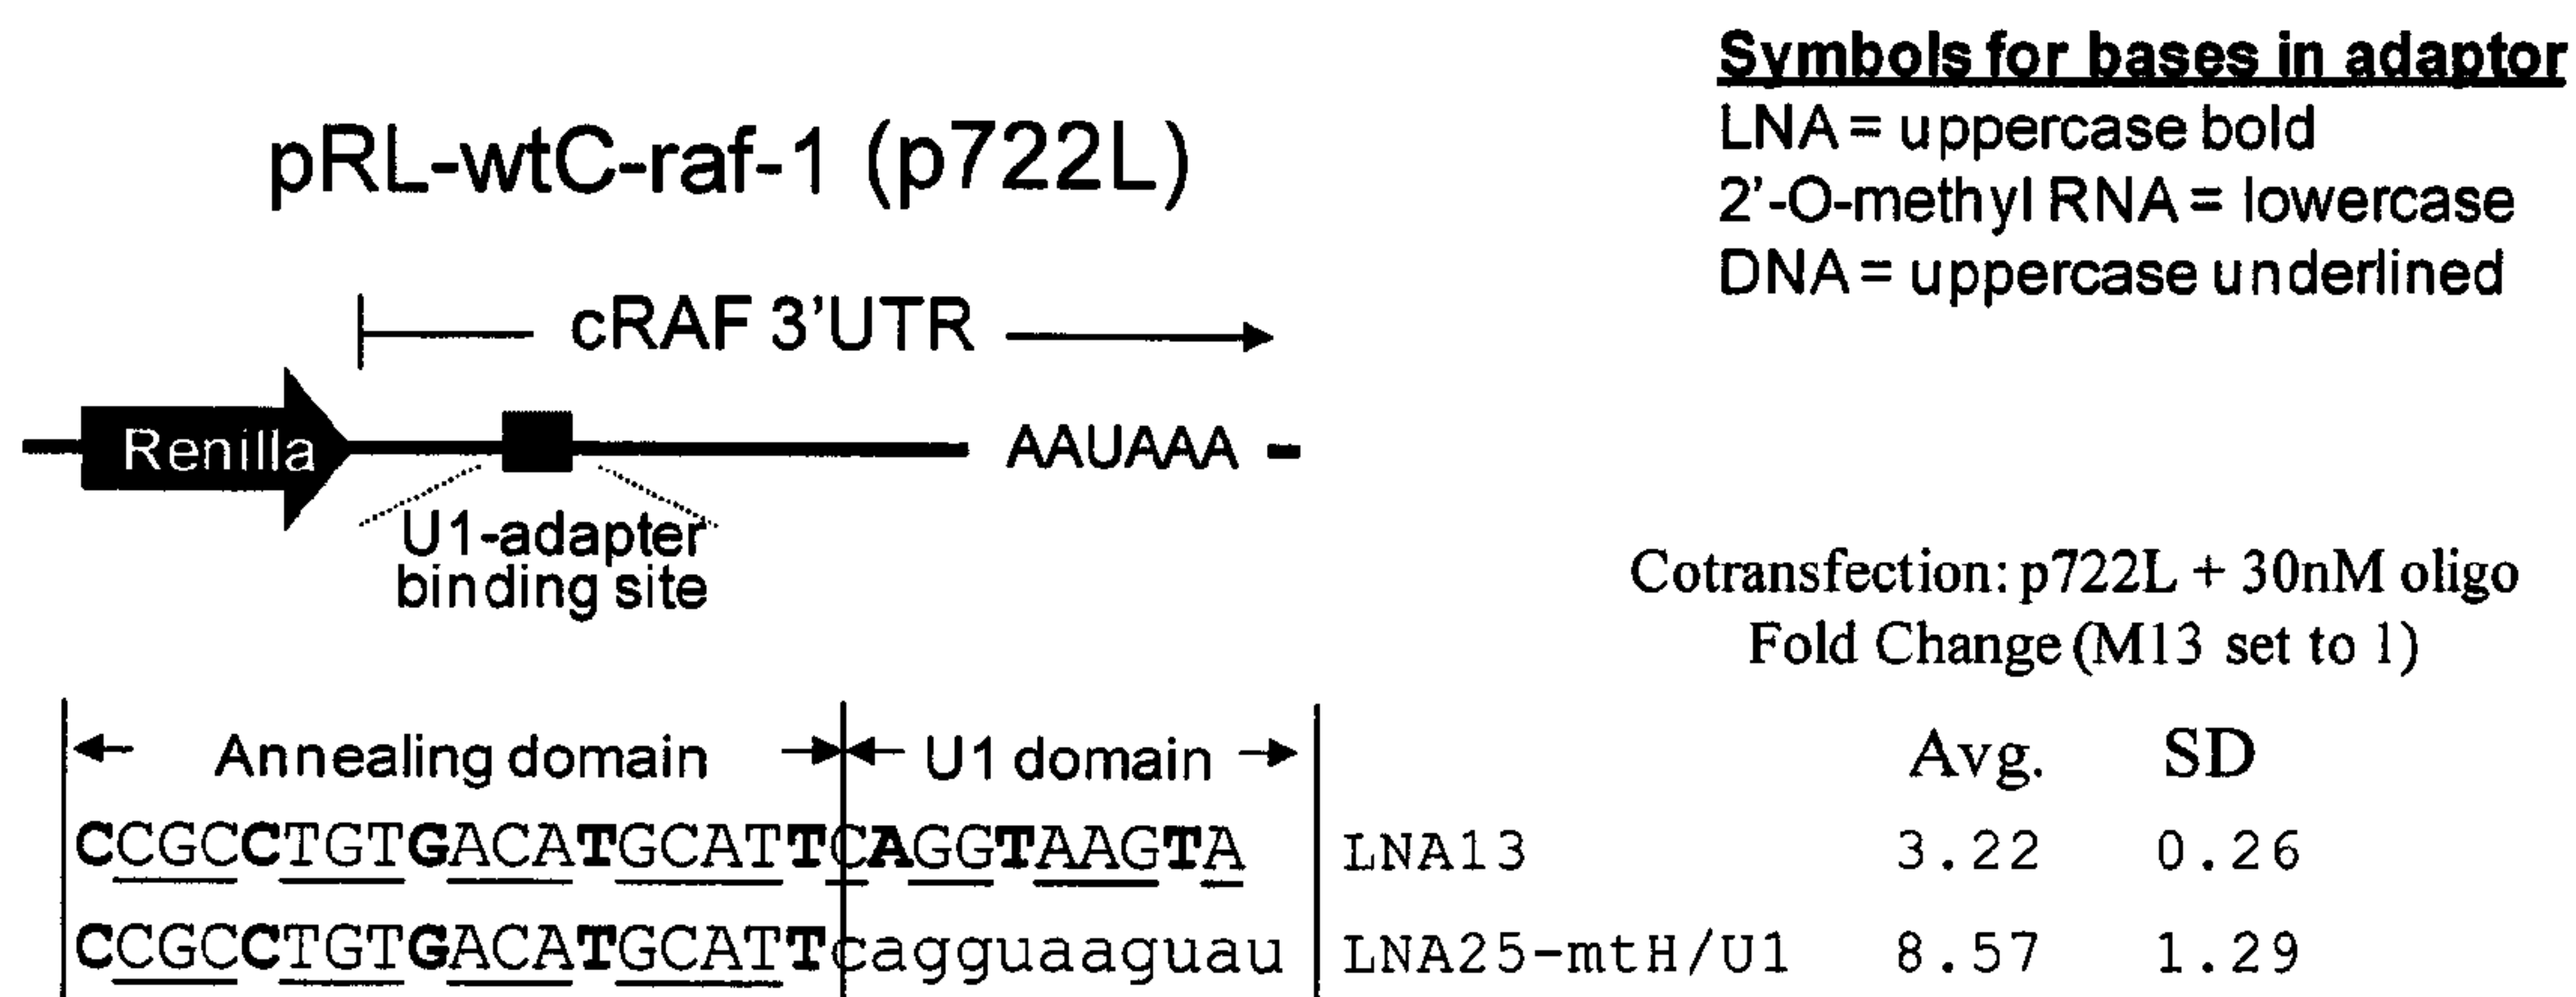 Symbols for bases in adaptor
LNA = uppercase bold
2'-O-methyl RNA = lowercase
DNA = uppercase underlined
pRL-wtC-raf-1 (p722L)
cRAF 3'UTR
Renilla
AAUAAA
U1-adapter
binding site
Cotransfection: p722L + 30nM oligo
Fold Change (M13 set to 1)
Annealing domain U1 domain Avg. SD
CCGCCTGTGACATGCATTCAGGTAAGTA LNA13 3.22 0.26
CCGCCTGTGACATGCATTcagguaaguau LNA25-mtH/U1 8.57 1.29